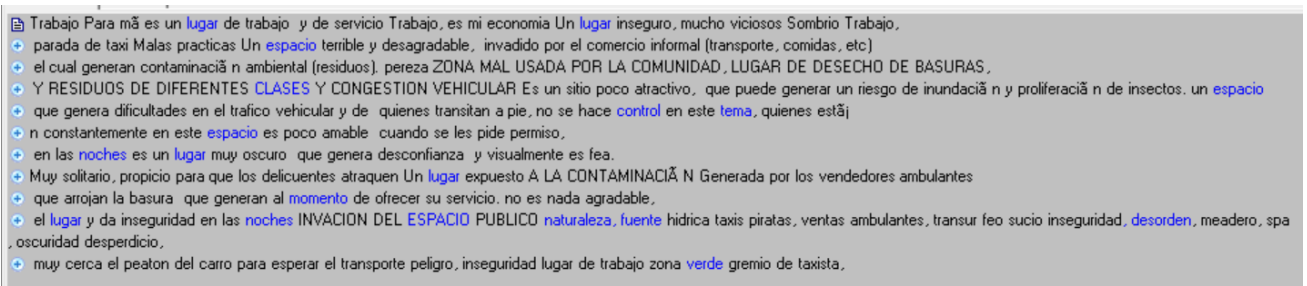 Trabajo Para mã es un lugar de trabajo y de servicio Trabajo, es mi economia Un lugar inseguro, mucho viciosos Sombrio Trabajo,
parada de taxi Malas practicas Un espacio terrible y desagradable, invadido por el comercio informal (transporte, comidas, etc)
el cual generan contaminaciã n ambiental (residuos). pereza ZONA MAL USADA POR LA COMUNIDAD, LUGAR DE DESECHO DE BASURAS,
Y RESIDUOS DE DIFERENTES CLASES Y CONGESTION VEHICULAR Es un sitio poco atractivo, que puede generar un riesgo de inundaciã n y proliferaciã n de insectos. un espacio
que genera dificultades en el trafico vehicular y de quienes transitan a pie, no se hace control en este tema, quienes estã¡
n constantemente en este espacio es poco amable cuando se les pide permiso,
en las noches es un lugar muy oscuro que genera desconfianza y visualmente es fea.
Muy solitario, propicio para que los delicuentes atraquen Un lugar expuesto A LA CONTAMINACIÃ N Generada por los vendedores ambulantes
que arrojan la basura que generan al momento de ofrecer su servicio. no es nada agradable,
el lugar y da inseguridad en las noches INVACION DEL ESPACIO PUBLICO naturaleza, fuente hidrica taxis piratas, ventas ambulantes, transur feo sucio inseguridad, desorden, meadero, spa
, oscuridad desperdicio,
muy cerca el peaton del carro para esperar el transporte peligro, inseguridad lugar de trabajo zona verde gremio de taxista,